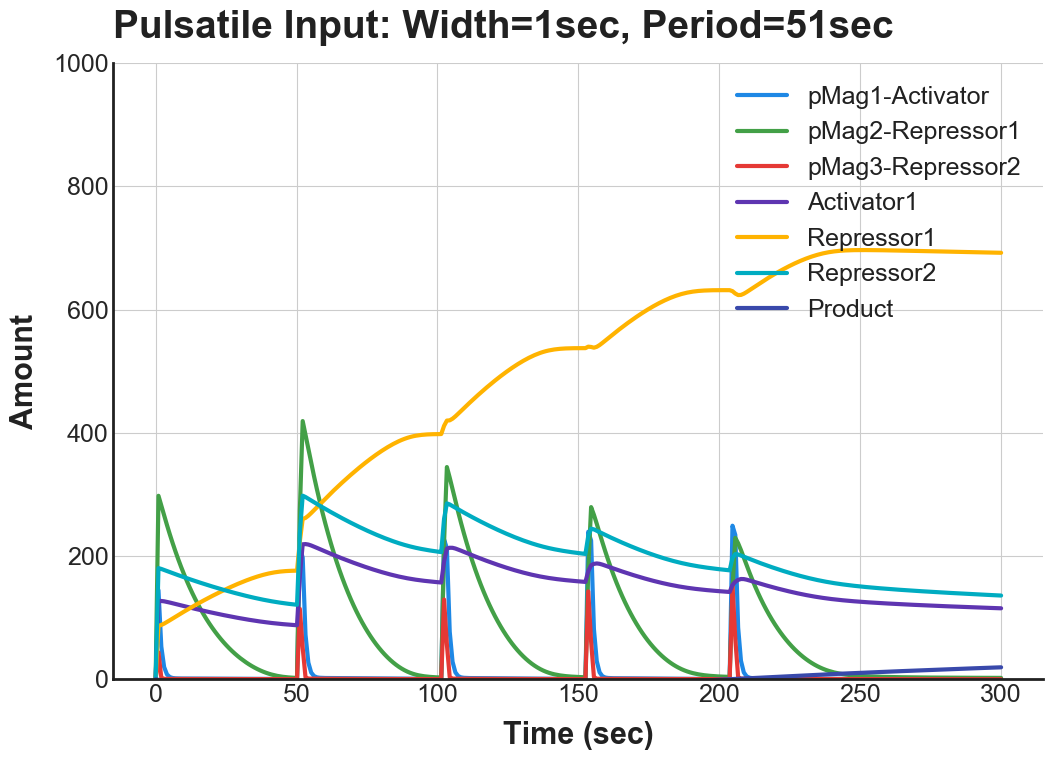 Pulsatile Input: Width=1sec, Period=51sec
1000
800
600
400
200
0
Amount
pMag1-Activator
pMag2-Repressor1
pMag3-Repressor2
Activator1
Repressor1
Repressor2
Product
0 50 100 150 200 250 300
Time (sec)